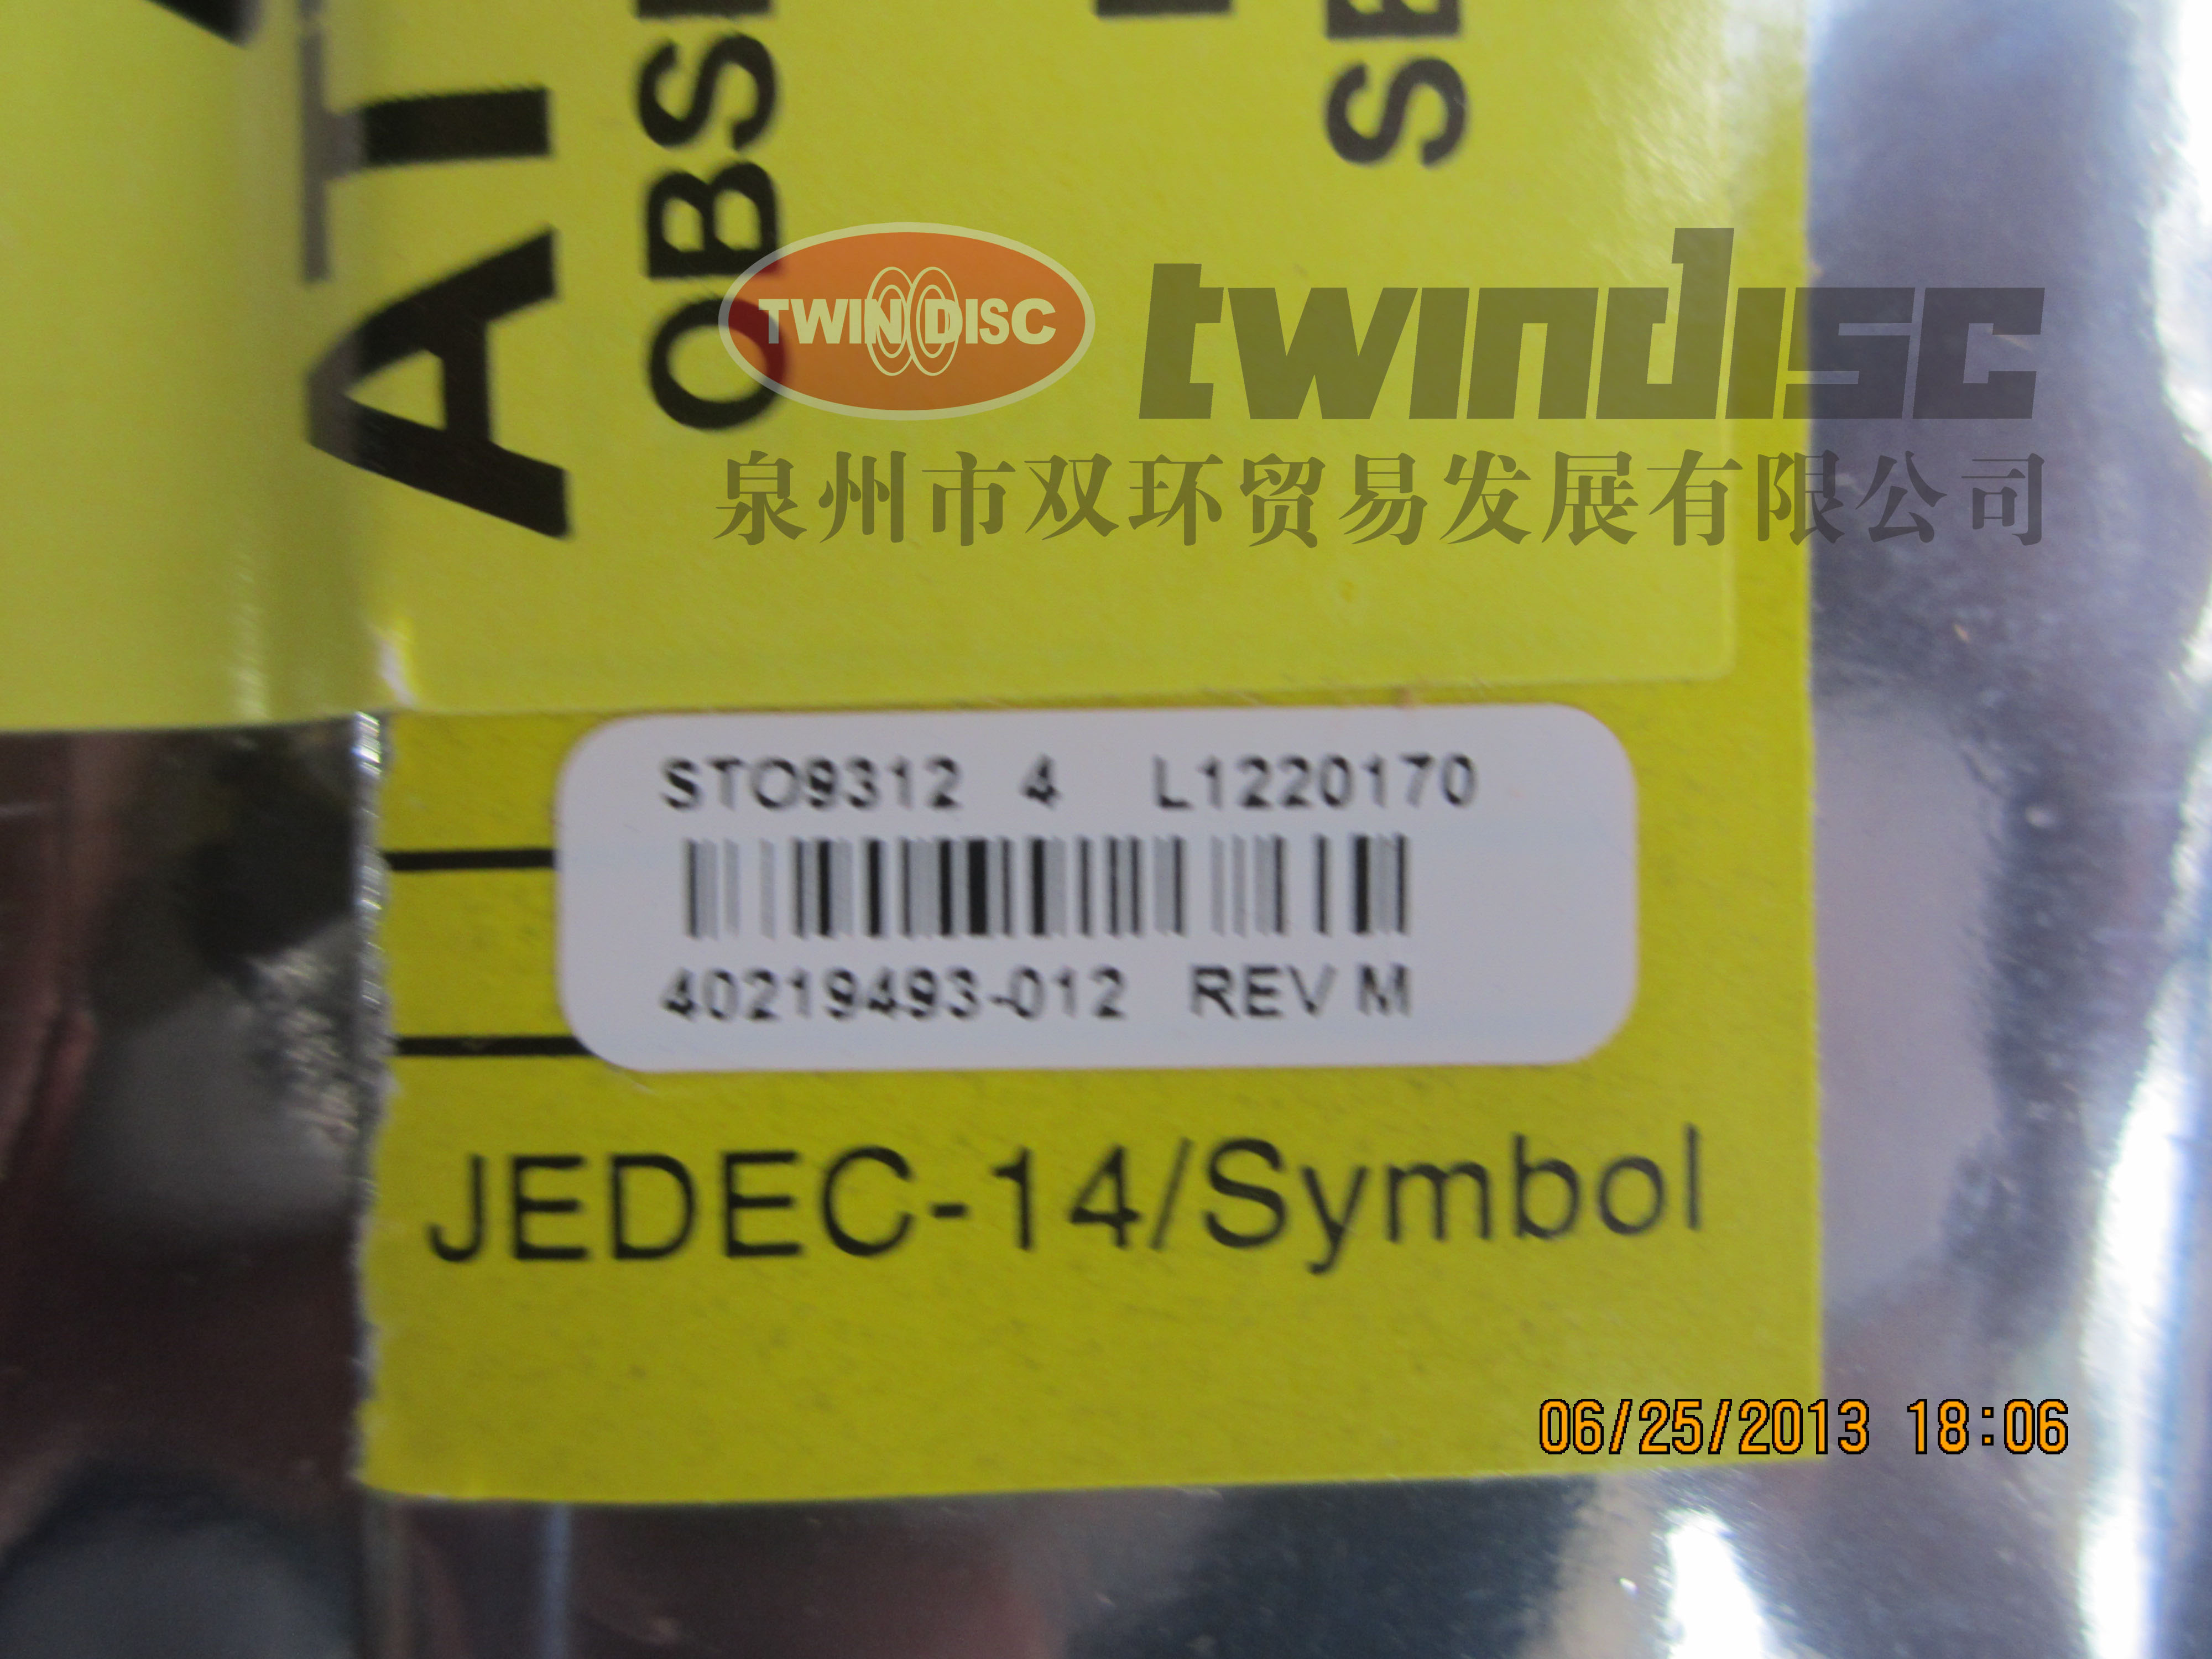 AT
OBS
TWIN DISC
twindisc
泉州市双环贸易发展有限公司
STO9312 4 L1220170
40219493-012 REV M
JEDEC-14/Symbol
06/25/2013 18:06